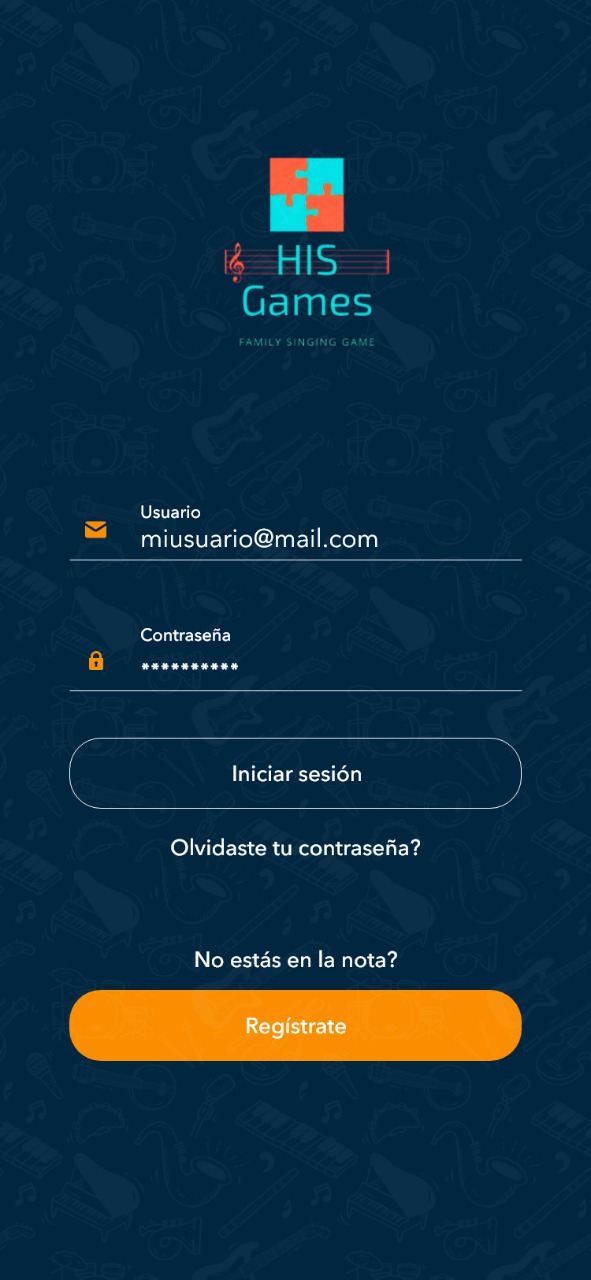 HIS
Games
FAMILY SINGING GAME
Usuario
miusuario@mail.com
Contraseña
**********
Iniciar sesión
Olvidaste tu contraseña?
No estás en la nota?
Regístrate